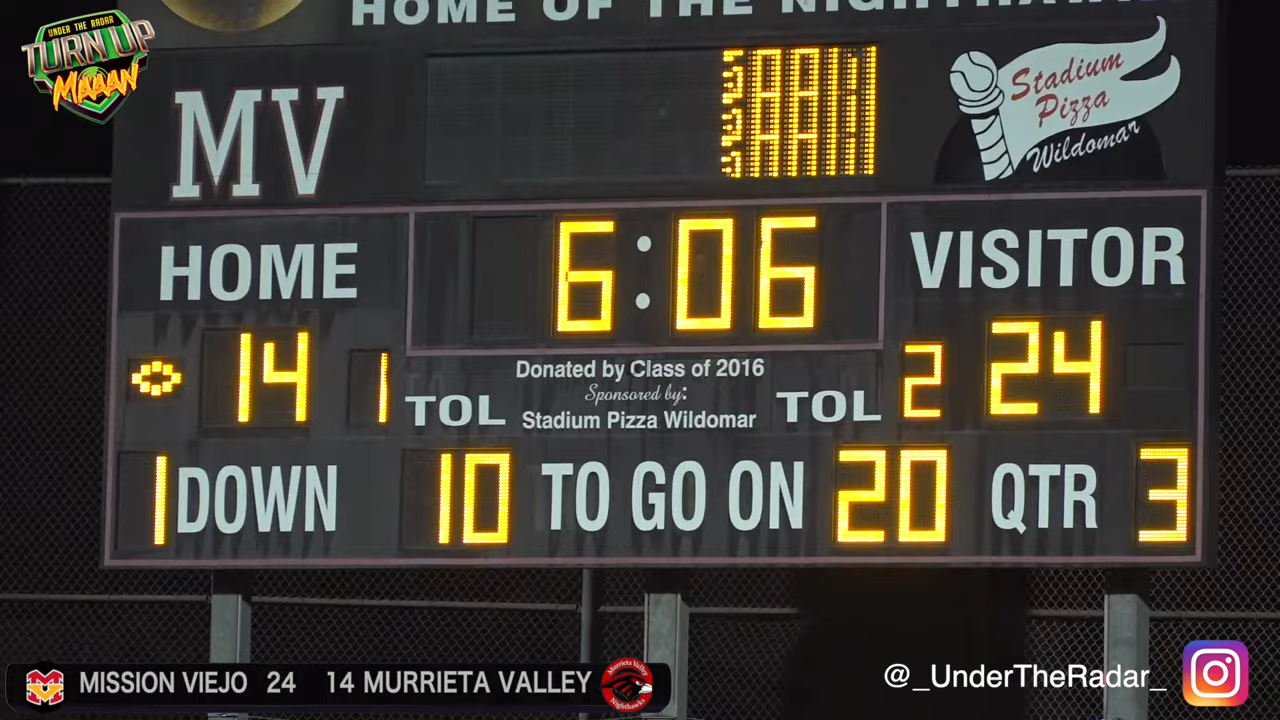 HOME OF THE NIGHTHAWKS
UNDER THE RADAR
TURN UP
MAAAN
MV
Stadium
Pizza
Wildomar
HOME
6:06
VISITOR
14
1
TOL
Donated by Class of 2016
Sponsored by:
Stadium Pizza Wildomar
TOL
2
24
1 DOWN 10 TO GO ON 20 QTR 3
MISSION VIEJO 24 14 MURRIETA VALLEY
Murrieta Valley
Nighthawks
@_UnderTheRadar_